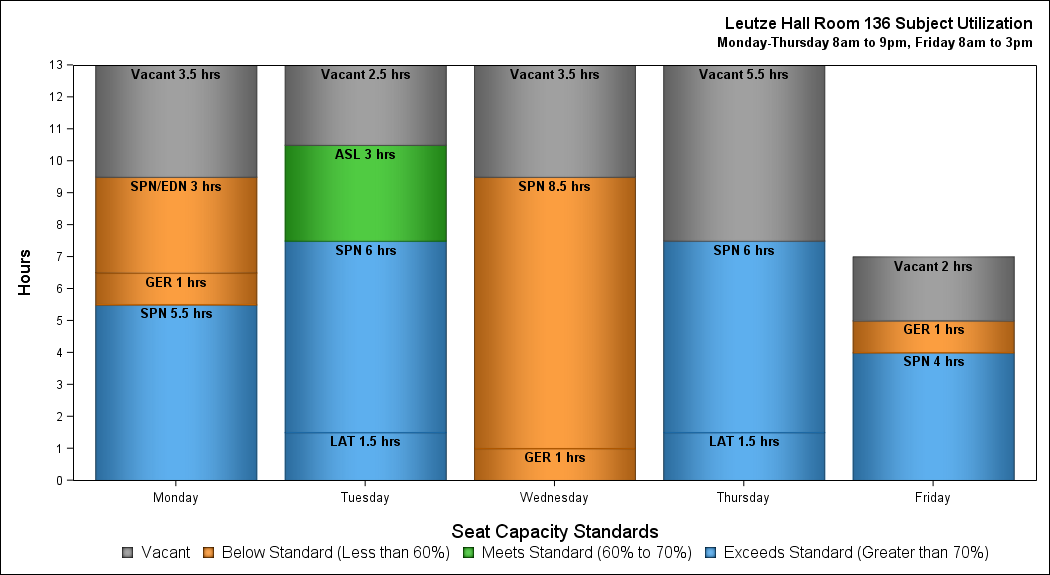 Leutze Hall Room 136 Subject Utilization
Monday-Thursday 8am to 9pm, Friday 8am to 3pm
Hours
13
12
11
10
9
8
7
6
5
4
3
2
1
0
Vacant 3.5 hrs
SPN/EDN 3 hrs
GER 1 hrs
SPN 5.5 hrs
Vacant 2.5 hrs
ASL 3 hrs
SPN 6 hrs
LAT 1.5 hrs
Vacant 3.5 hrs
SPN 8.5 hrs
GER 1 hrs
Vacant 5.5 hrs
SPN 6 hrs
LAT 1.5 hrs
Vacant 2 hrs
GER 1 hrs
SPN 4 hrs
Monday Tuesday Wednesday Thursday Friday
Seat Capacity Standards
Vacant Below Standard (Less than 60%) Meets Standard (60% to 70%) Exceeds Standard (Greater than 70%)